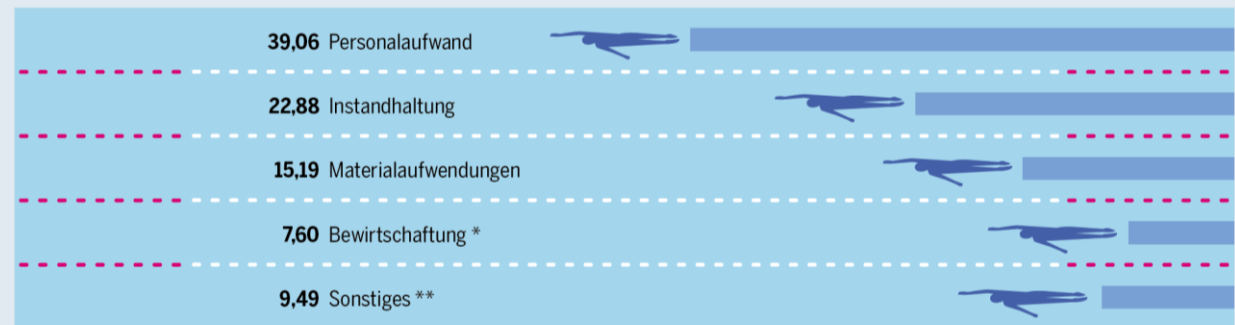 39,06 Personalaufwand
22,88 Instandhaltung
15,19 Materialaufwendungen
7,60 Bewirtschaftung *
9,49 Sonstiges **